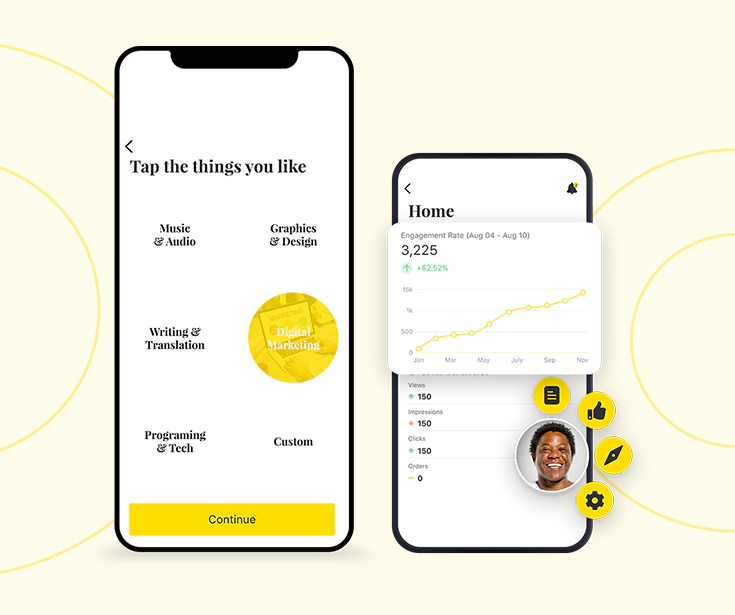 Tap the things you like
Music
& Audio
Graphics
& Design
Writing &
Translation
MARKETING
Digital
Marketing
Programing
& Tech
Custom
Continue
Home
Engagement Rate (Aug 04 - Aug 10)
3,225
+62.52%
15k
1k
500
0
Jan
Mar
May
July
Sep
Nov
Views
150
Impressions
150
Clicks
150
Orders
0